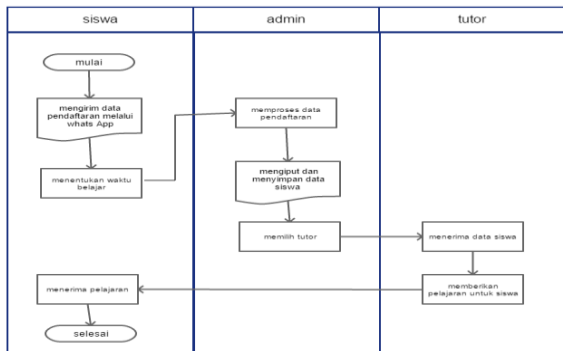 siswa
admin
tutor
mulai
mengirim data
pendaftaran melalui
whats App
menentukan waktu
belajar
memproses data
pendaftaran
mengiput dan
menyimpan data
siswa
memilih tutor
menerima data siswa
memberikan
pelajaran untuk siswa
menerima pelajaran
selesai